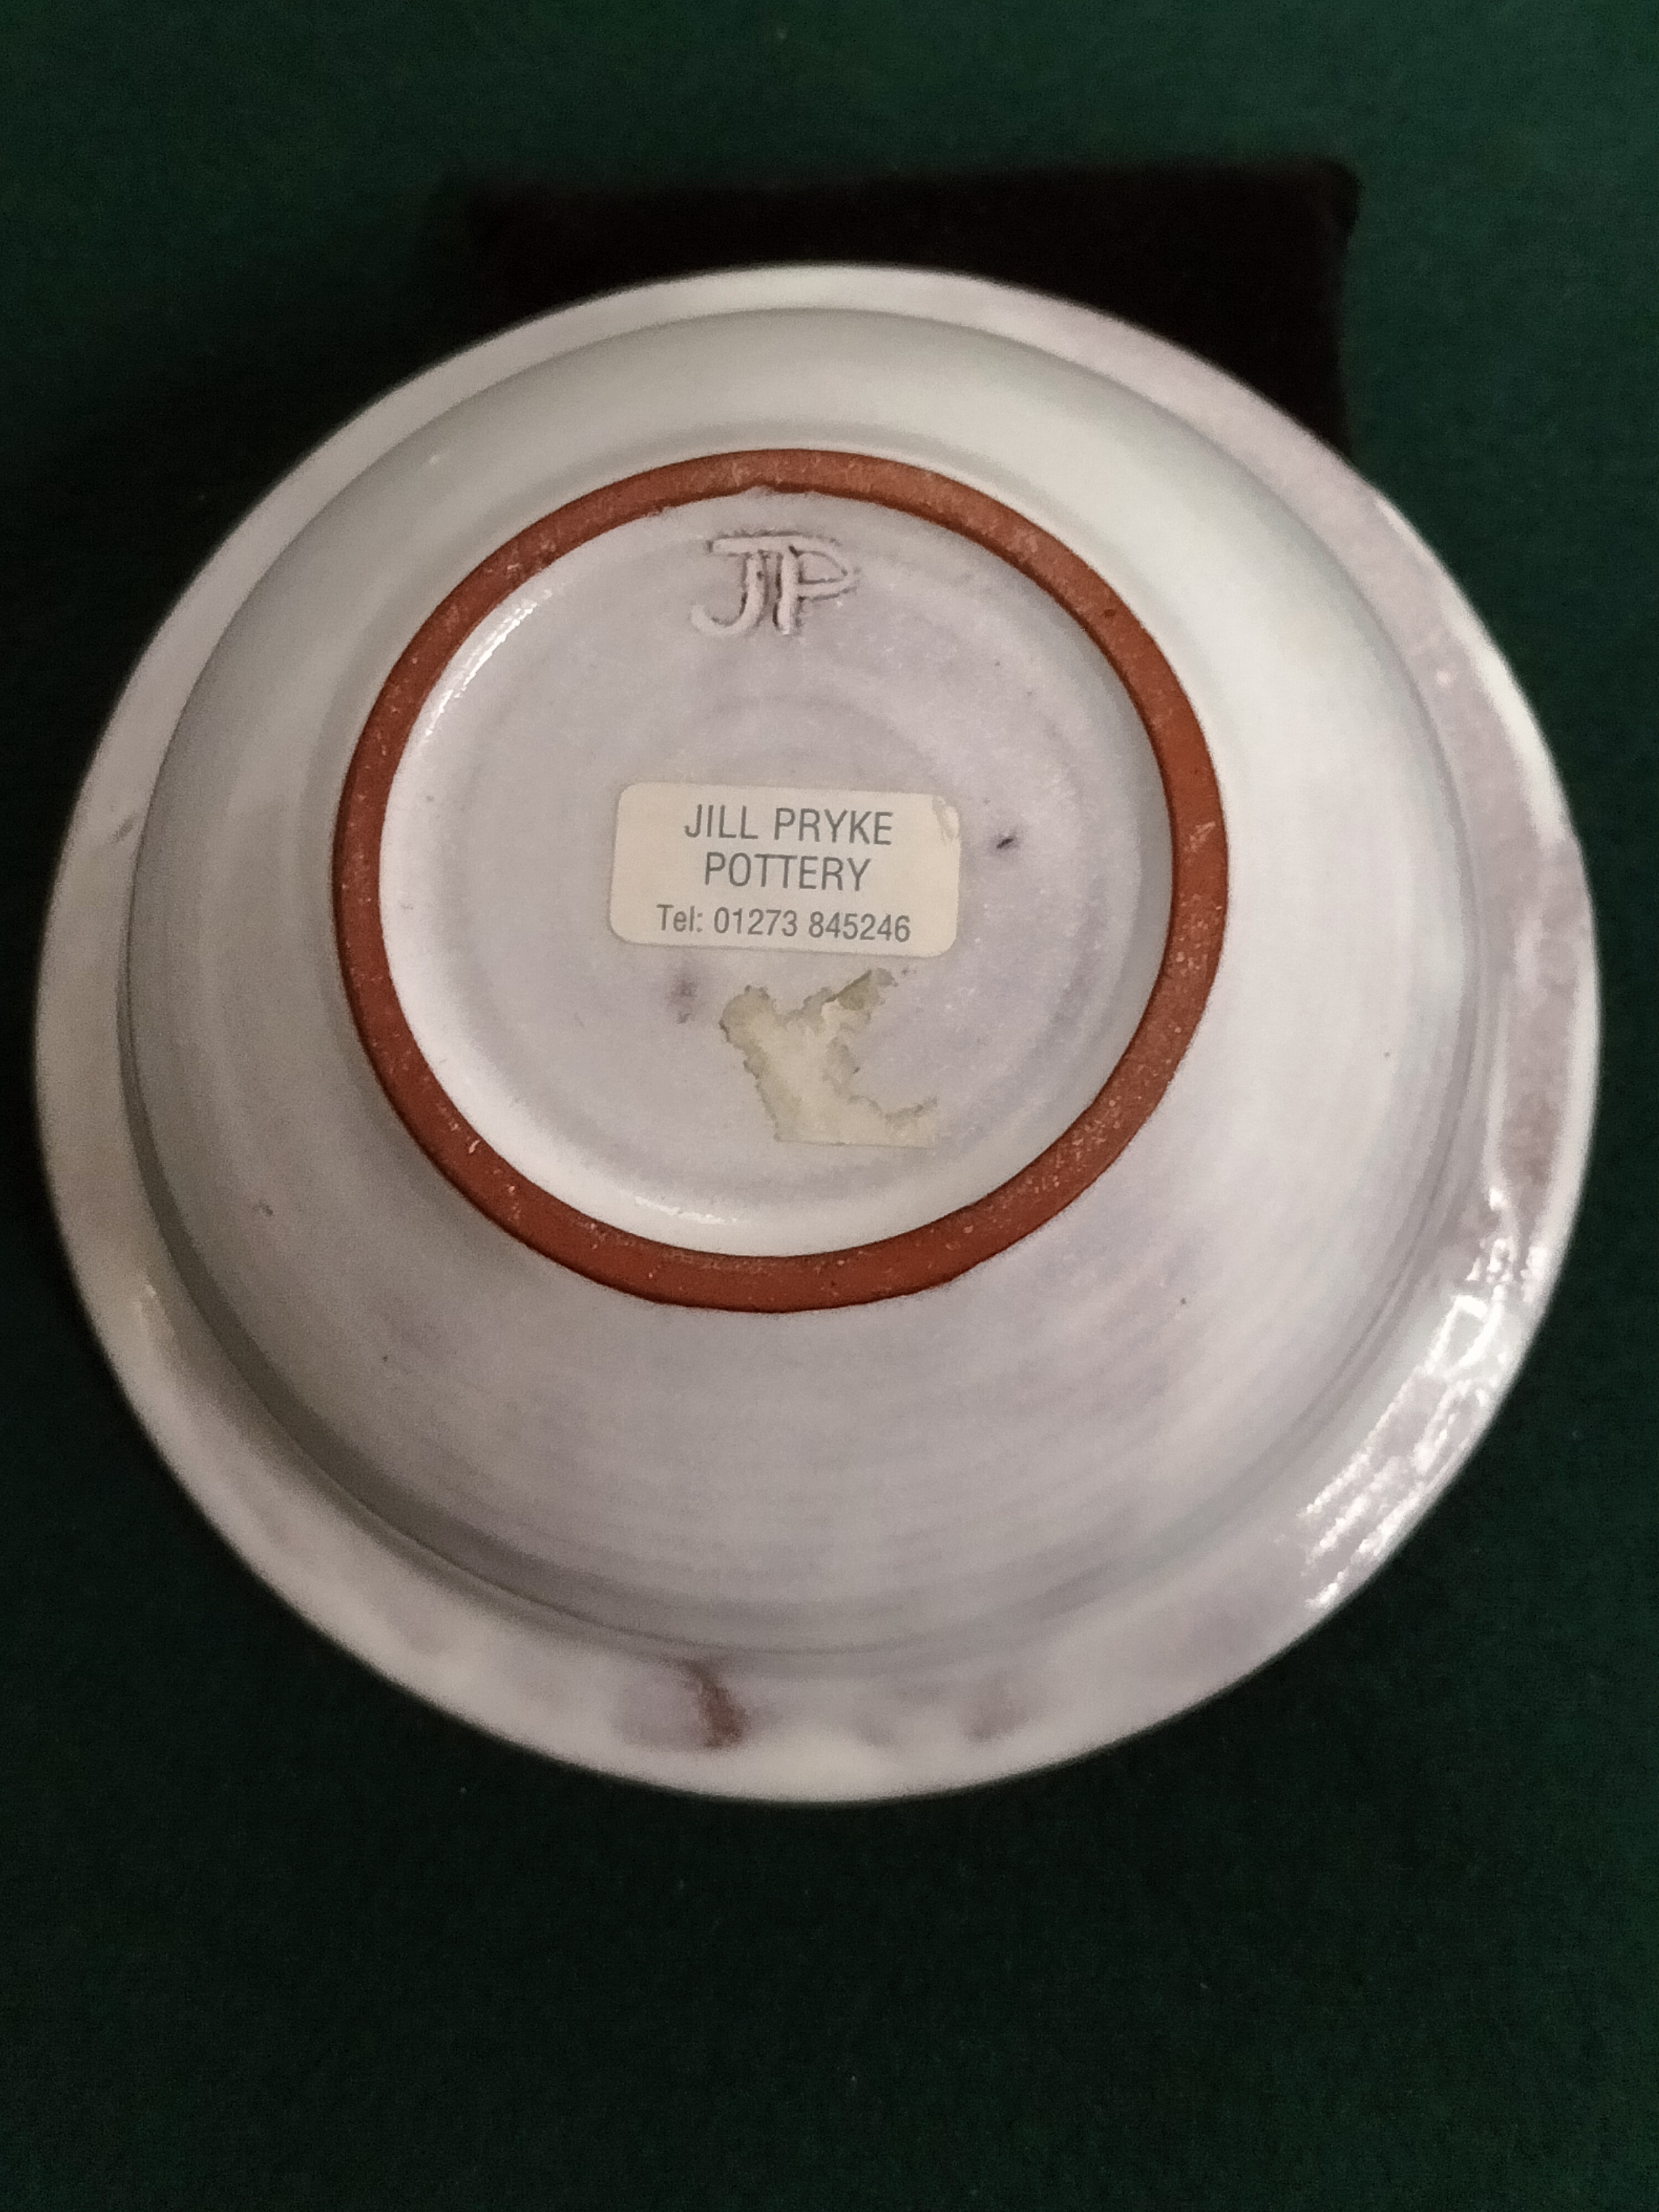 JP
JILL PRYKE
POTTERY
Tel: 01273 845246